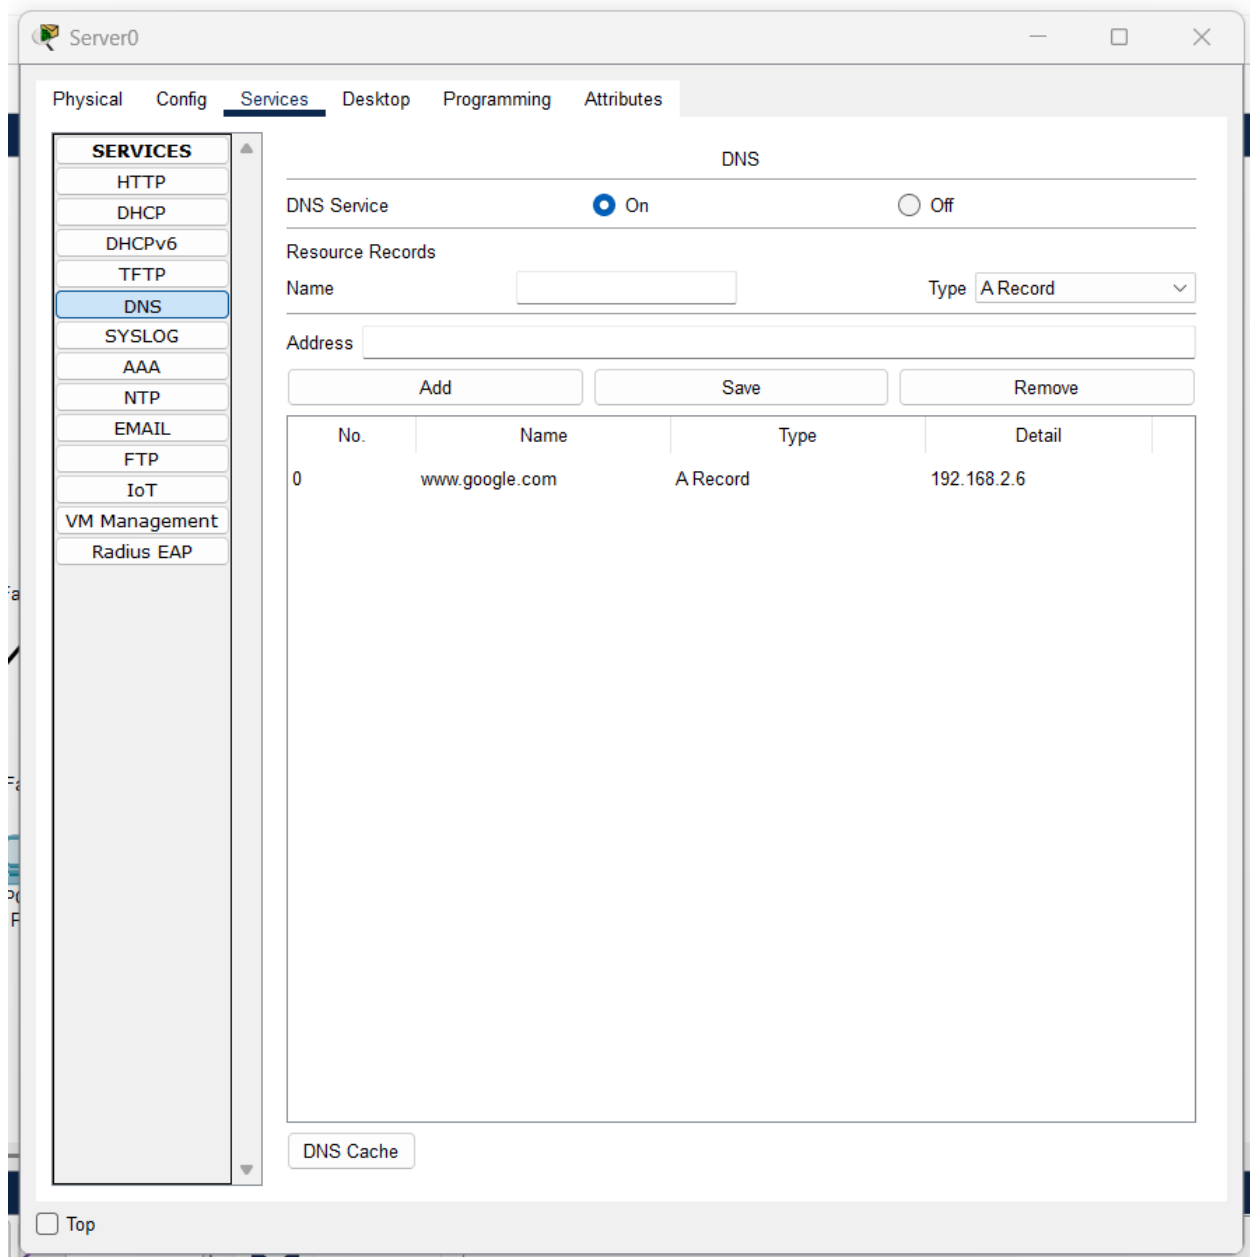 Server0
Physical Config Services Desktop Programming Attributes
SERVICES
HTTP
DHCP
DHCPv6
TFTP
DNS
SYSLOG
AAA
NTP
EMAIL
FTP
IoT
VM Management
Radius EAP
DNS
DNS Service On Off
Resource Records
Name Type A Record
Address
Add Save Remove
No. Name Type Detail
0 www.google.com A Record 192.168.2.6
DNS Cache
Top